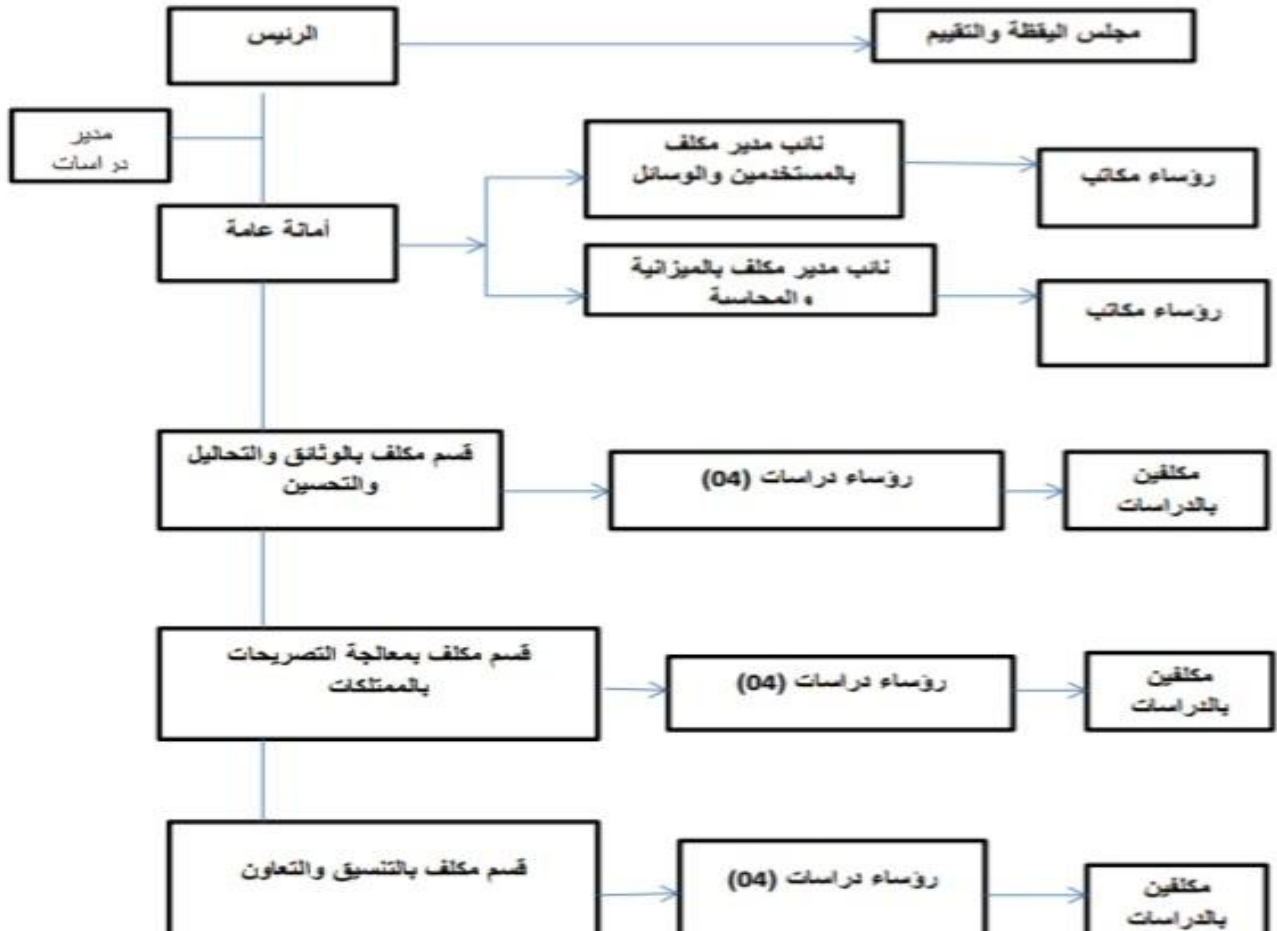 الرئيس
مجلس اليقظة والتقييم
مدير
دراسات
نائب مدير مكلف
بالمستخدمين والوسائل
رؤساء مكاتب
أمانة عامة
نائب مدير مكلف بالميزانية
والمحاسبة
رؤساء مكاتب
قسم مكلف بالوثائق والتحاليل
والتحسين
رؤساء دراسات (04)
مكلفين
بالدراسات
قسم مكلف بمعالجة التصريحات
بالممتلكات
رؤساء دراسات (04)
مكلفين
بالدراسات
قسم مكلف بالتنسيق والتعاون
رؤساء دراسات (04)
مكلفين
بالدراسات